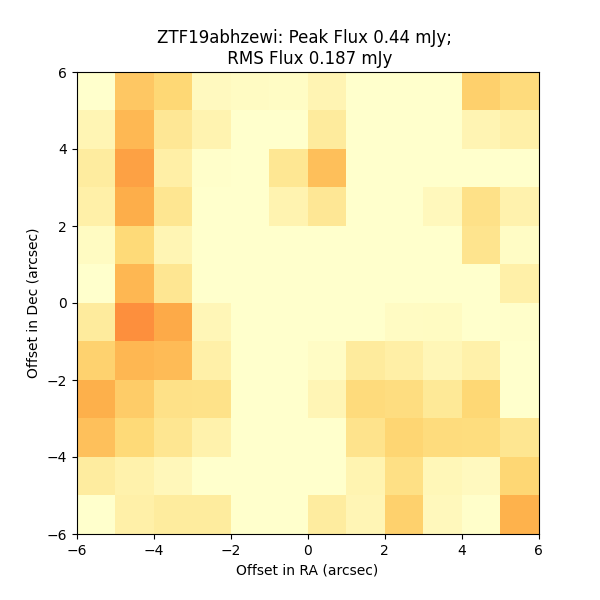 ZTF19abhzewi: Peak Flux 0.44 mJy;
RMS Flux 0.187 mJy
6
4
2
0
−2
−4
−6
Offset in Dec (arcsec)
−6 −4 −2 0 2 4 6
Offset in RA (arcsec)